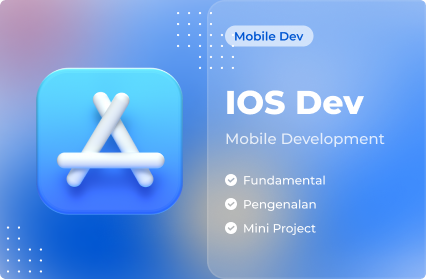 Mobile Dev
IOS Dev
Mobile Development
Fundamental
Pengenalan
Mini Project